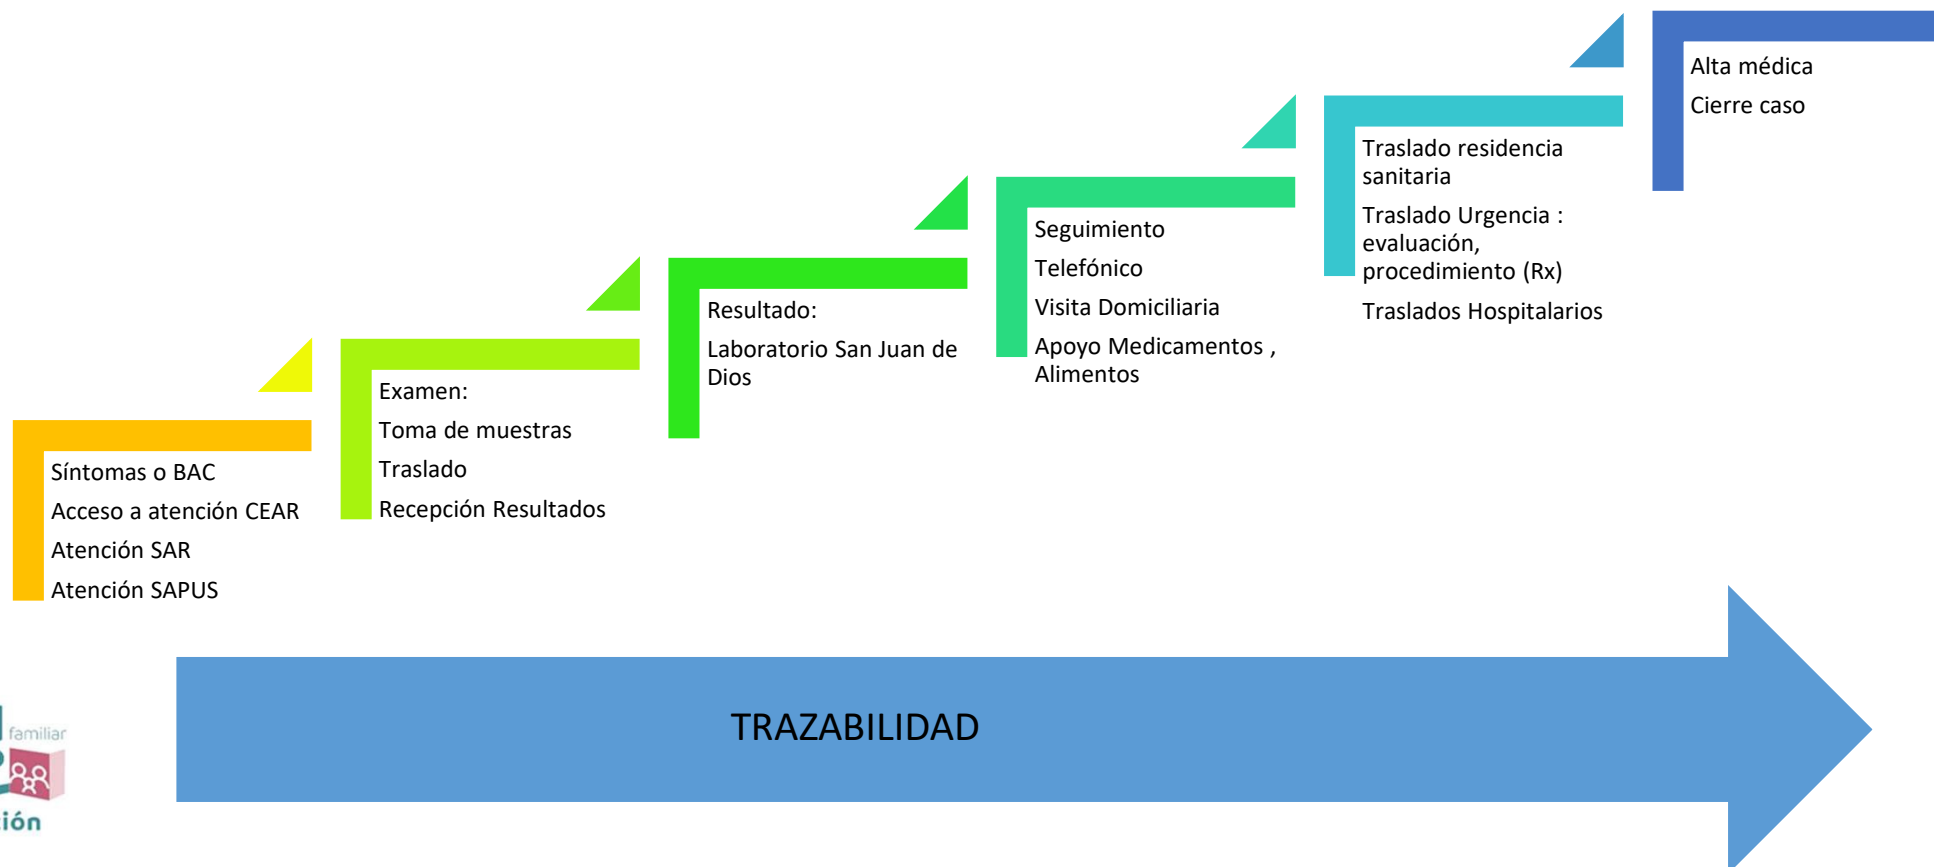 Síntomas o BAC
Acceso a atención CEAR
Atención SAR
Atención SAPUS
Examen:
Toma de muestras
Traslado
Recepción Resultados
Resultado:
Laboratorio San Juan de
Dios
Seguimiento
Telefónico
Visita Domiciliaria
Apoyo Medicamentos ,
Alimentos
Traslado residencia
sanitaria
Traslado Urgencia :
evaluación,
procedimiento (Rx)
Traslados Hospitalarios
Alta médica
Cierre caso
TRAZABILIDAD
familiar